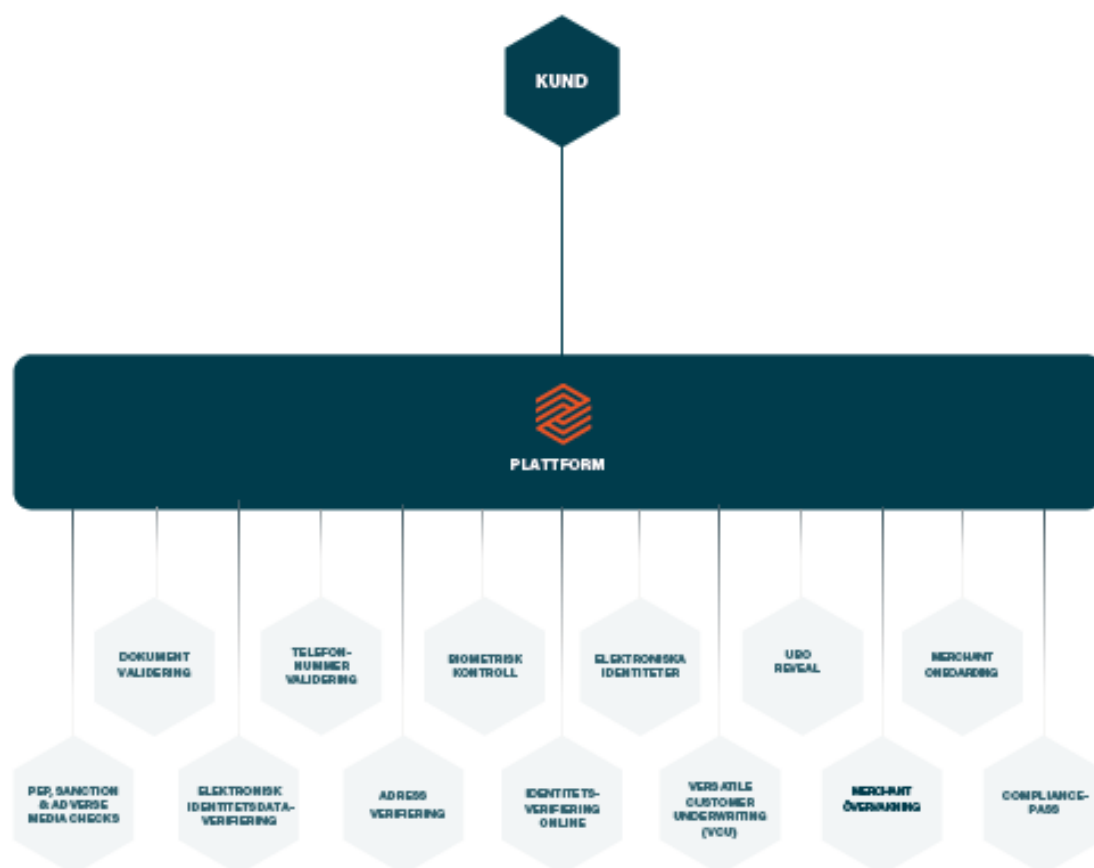 KUND
PLATTFORM
DOKUMENT
VALIDERING
TELEFON-
NUMMER
VALIDERING
BIOMETRISK
KONTROLL
ELEKTRONISKA
IDENTITETER
UBO
REVEAL
MERCHANT
ONBOARDING
PEP, SANCTION
& ADVERSE
MEDIA CHECKS
ELEKTRONISK
IDENTITETSDATA-
VERIFIERING
ADRESS
VERIFIERING
IDENTITETS-
VERIFIERING
ONLINE
VERSATILE
CUSTOMER
UNDERWRITING
(VCU)
MERCHANT
ÖVERVAKNING
COMPLIANCE-
PASS